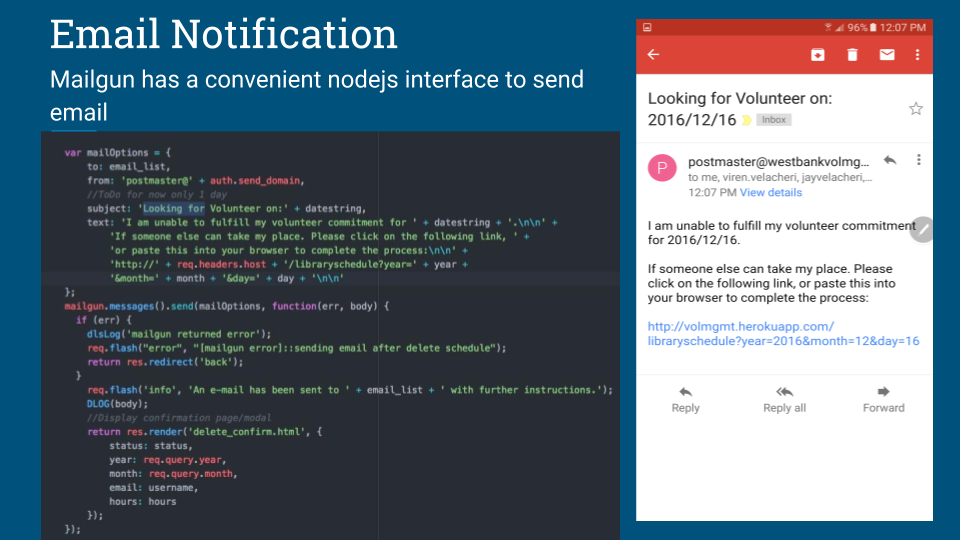 Email Notification
Mailgun has a convenient nodejs interface to send
email
var mailOptions = {
to: email_list,
from: 'postmaster@' + auth.send_domain,
//ToDo for now only 1 day
subject: 'Looking for Volunteer on:' + datestring,
text: 'I am unable to fulfill my volunteer commitment for ' + datestring + '.\n\n' +
'If someone else can take my place. Please click on the following link, ' +
'or paste this into your browser to complete the process:\n\n' +
'http://' + req.headers.host + '/libraryschedule?year=' + year +
'&month=' + month + '&day=' + day + '\n\n'
};
mailgun.messages().send(mailOptions, function(err, body) {
if (err) {
dlsLog('mailgun returned error');
req.flash("error", "[mailgun error]::sending email after delete schedule");
return res.redirect('back');
}
req.flash('info', 'An e-mail has been sent to ' + email_list + ' with further instructions.');
DLOG(body);
//Display confirmation page/modal
return res.render('delete_confirm.html', {
status: status,
year: req.query.year,
month: req.query.month,
email: username,
hours: hours
});
});
96% 12:07 PM
Looking for Volunteer on:
2016/12/16 Inbox
P
postmaster@westbankvolmg...
to me, viren.velacheri, jayvelacheri,...
12:07 PM View details
I am unable to fulfill my volunteer commitment
for 2016/12/16.
If someone else can take my place. Please
click on the following link, or paste this into
your browser to complete the process:
http://volmgmt.herokuapp.com/
libraryschedule?year=2016&month=12&day=16
Reply Reply all Forward